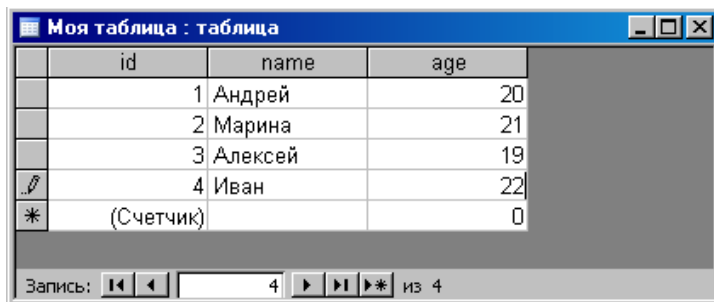 Моя таблица : таблица
id name age
1 Андрей 20
2 Марина 21
3 Алексей 19
4 Иван 22
(Счетчик) 0
Запись: 4 из 4